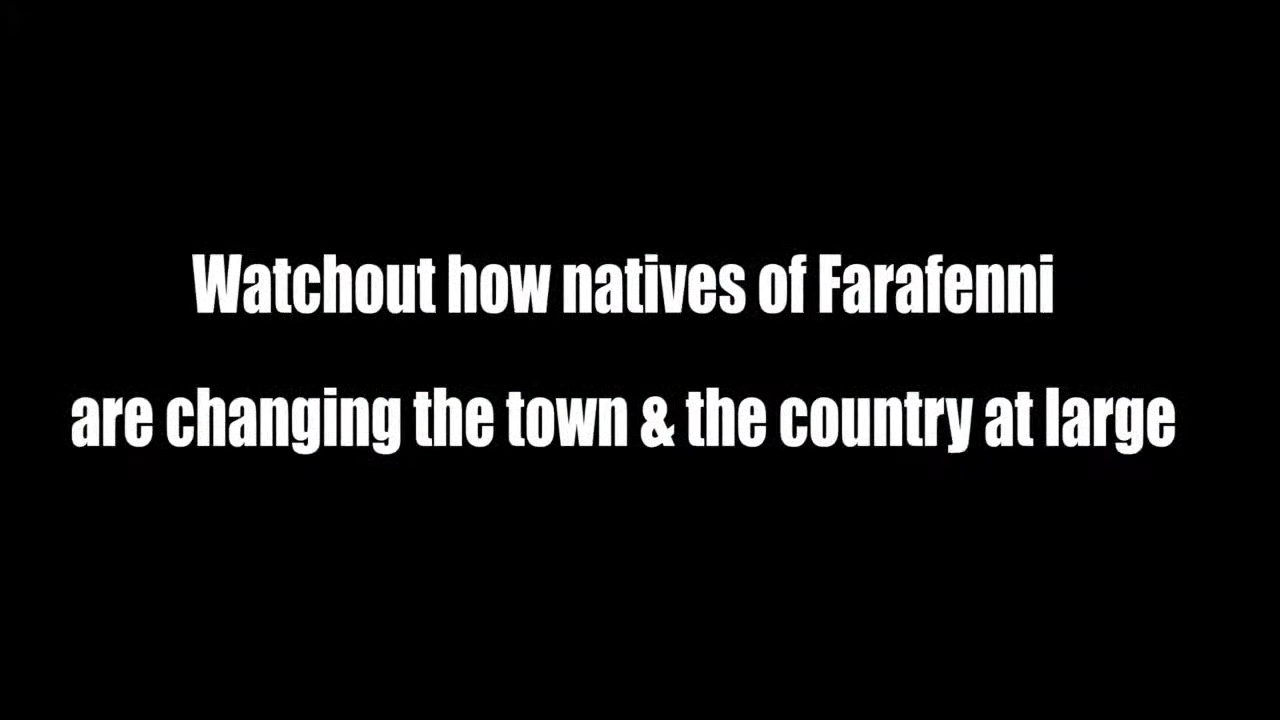 Watchout how natives of Farafenni
are changing the town & the country at large